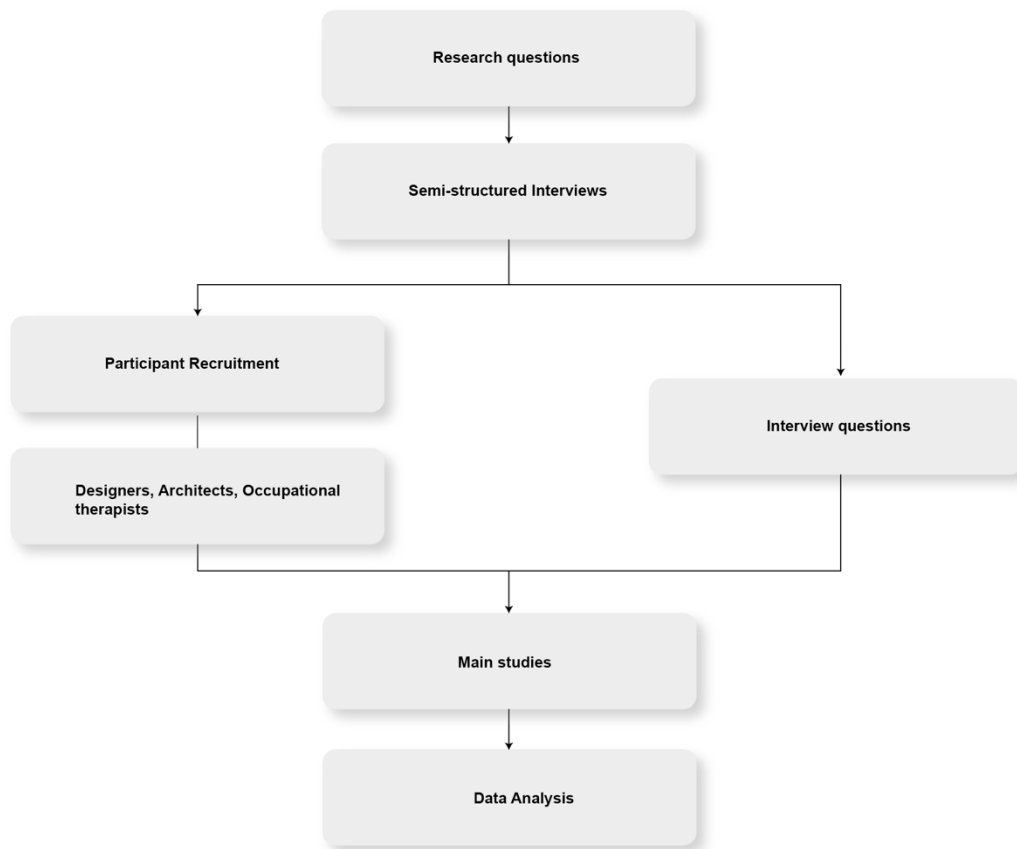 Research questions
Semi-structured Interviews
Participant Recruitment
Interview questions
Designers, Architects, Occupational
therapists
Main studies
Data Analysis